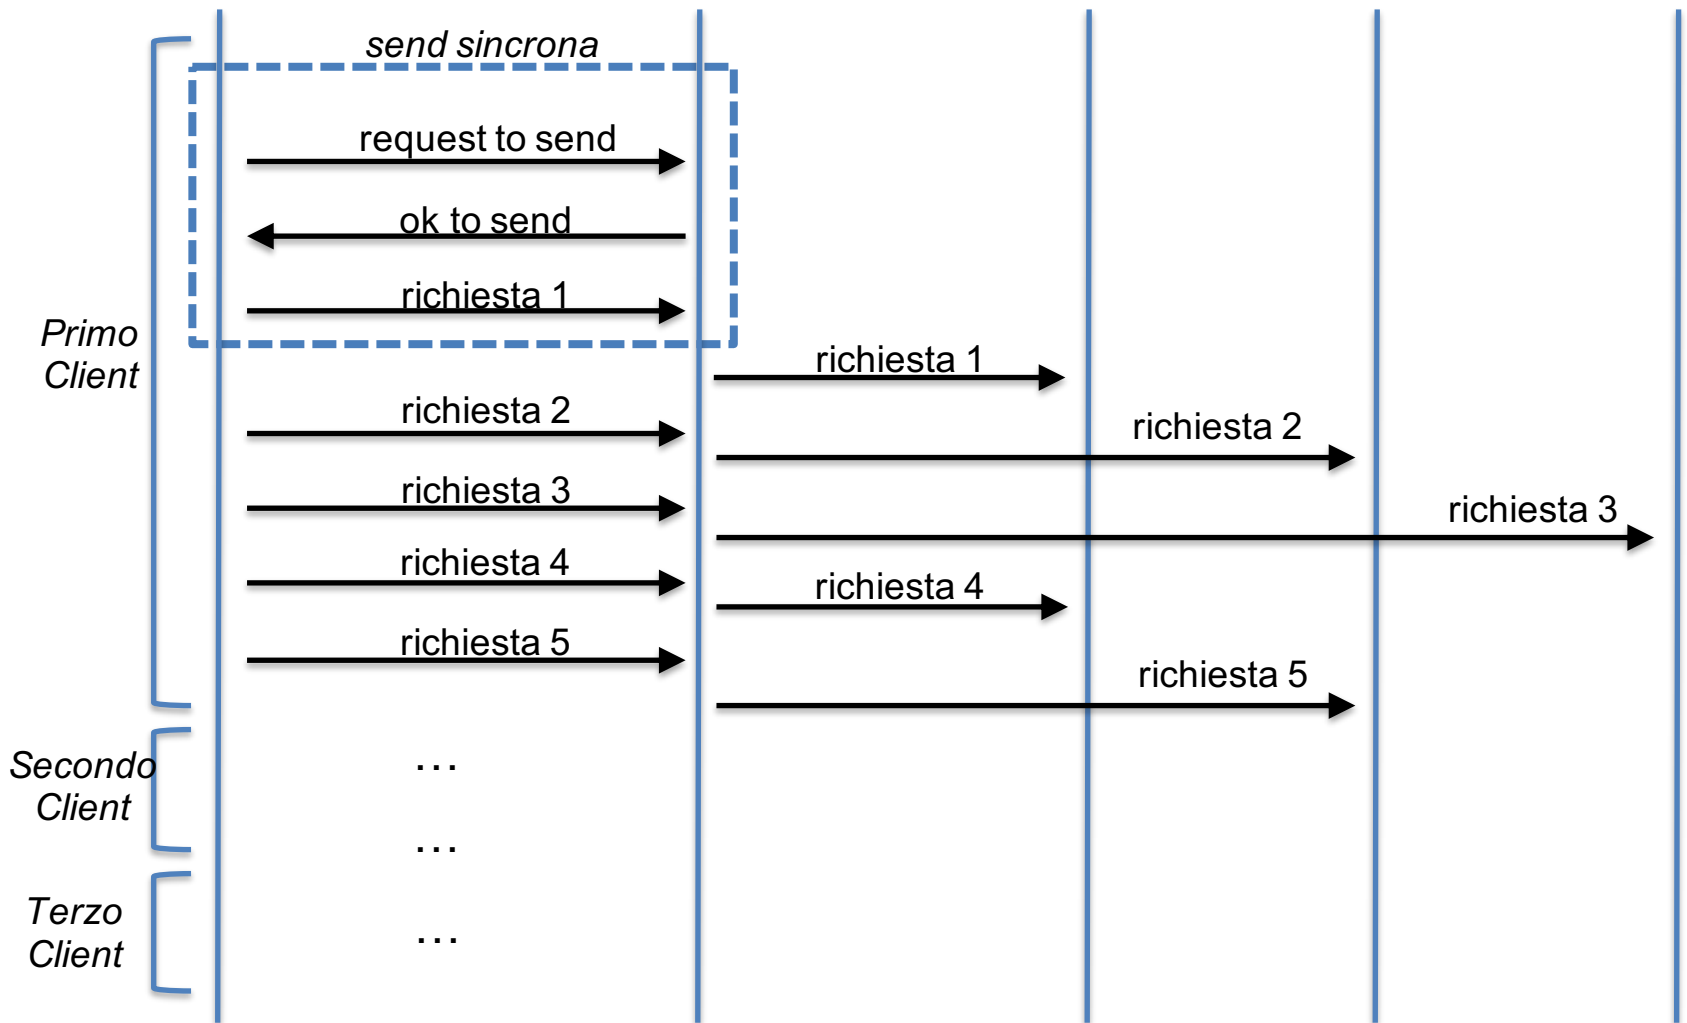 send sincrona
request to send
ok to send
richiesta 1
Primo
Client
richiesta 1
richiesta 2
richiesta 2
richiesta 3
richiesta 3
richiesta 4
richiesta 4
richiesta 5
richiesta 5
Secondo
Client
...
...
Terzo
Client
...